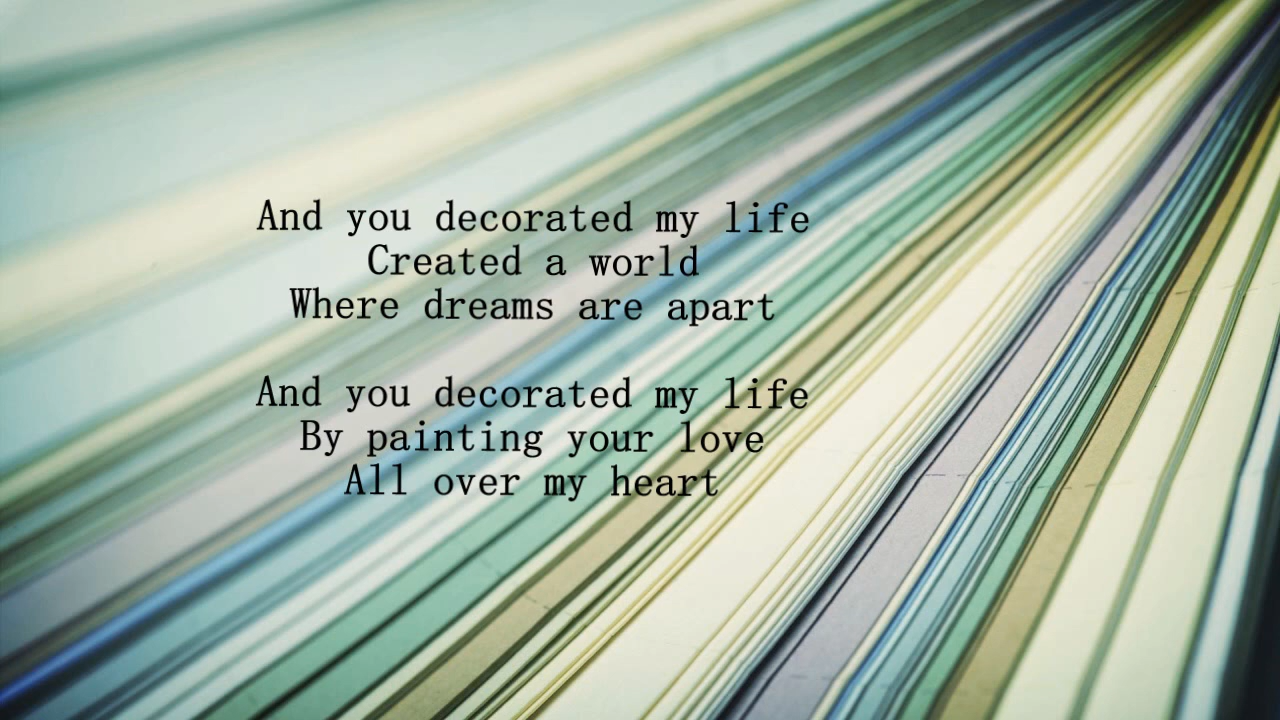 And you decorated my life
Created a world
Where dreams are apart
And you decorated my life
By painting your love
All over my heart